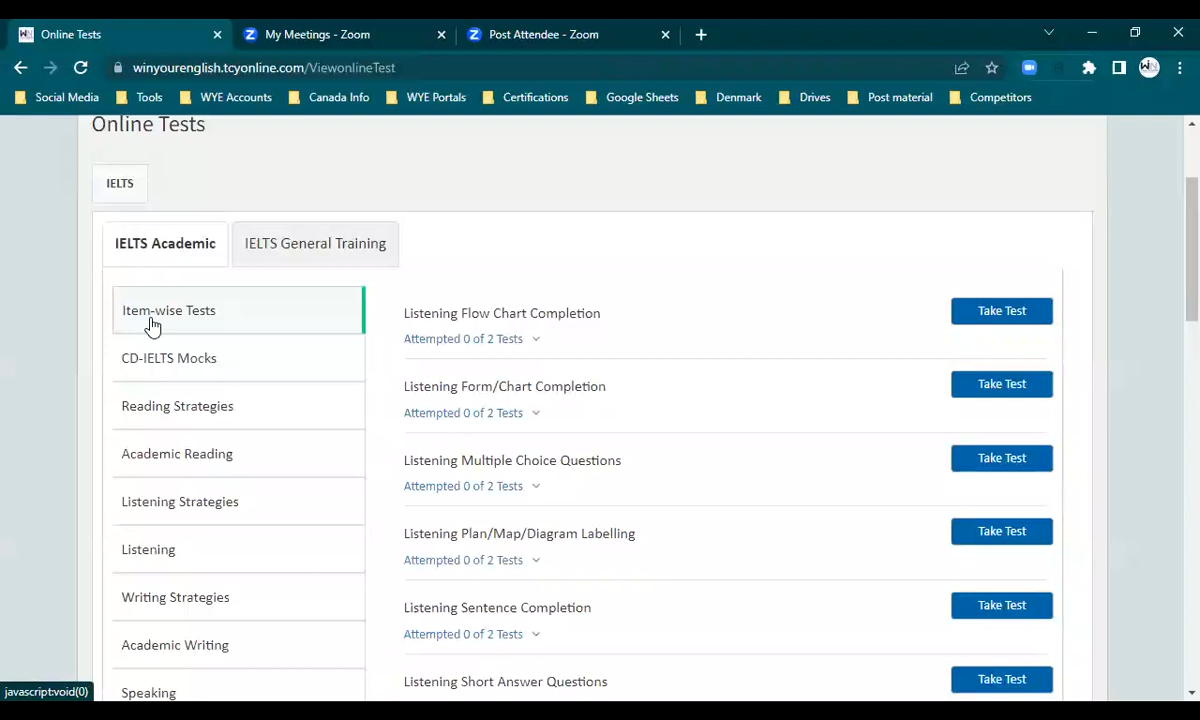 Online Tests
My Meetings - Zoom
Post Attendee - Zoom
winyourenglish.tcyonline.com/ViewonlineTest
Social Media
Tools
WYE Accounts
Canada Info
WYE Portals
Certifications
Google Sheets
Denmark
Drives
Post material
Competitors
Online Tests
IELTS
IELTS Academic
IELTS General Training
Item-wise Tests
CD-IELTS Mocks
Reading Strategies
Academic Reading
Listening Strategies
Listening
Writing Strategies
Academic Writing
Speaking
Listening Flow Chart Completion
Take Test
Attempted 0 of 2 Tests
Listening Form/Chart Completion
Take Test
Attempted 0 of 2 Tests
Listening Multiple Choice Questions
Take Test
Attempted 0 of 2 Tests
Listening Plan/Map/Diagram Labelling
Take Test
Attempted 0 of 2 Tests
Listening Sentence Completion
Take Test
Attempted 0 of 2 Tests
Listening Short Answer Questions
Take Test
javascript:void(0)